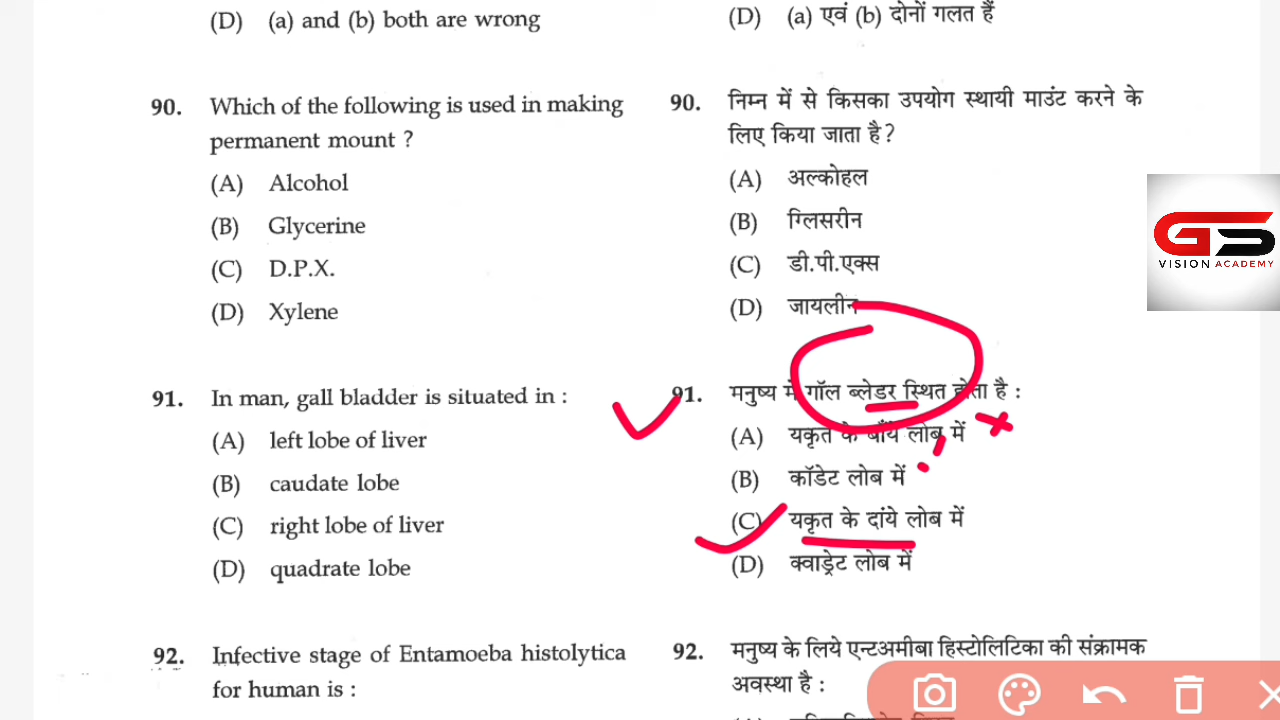 (D) (a) and (b) both are wrong
90. Which of the following is used in making
permanent mount ?
(A) Alcohol
(B) Glycerine
(C) D.P.X.
(D) Xylene
91. In man, gall bladder is situated in :
(A) left lobe of liver
(B) caudate lobe
(C) right lobe of liver
(D) quadrate lobe
92. Infective stage of Entamoeba histolytica
for human is :
(D) (a) एवं (b) दोनों गलत हैं
90. निम्न में से किसका उपयोग स्थायी माउंट करने के
लिए किया जाता है?
(A) अल्कोहल
(B) ग्लिसरीन
(C) डी.पी.एक्स
(D) जायलीन
91. मनुष्य में गॉल ब्लेडर स्थित होता है :
(A) यकृत के बाँये लोब में
(B) कॉडेट लोब में
(C) यकृत के दांये लोब में
(D) क्वाड्रेट लोब में
92. मनुष्य के लिये एन्टअमीबा हिस्टोलिटिका की संक्रामक
अवस्था है :
GS
VISION ACADEMY